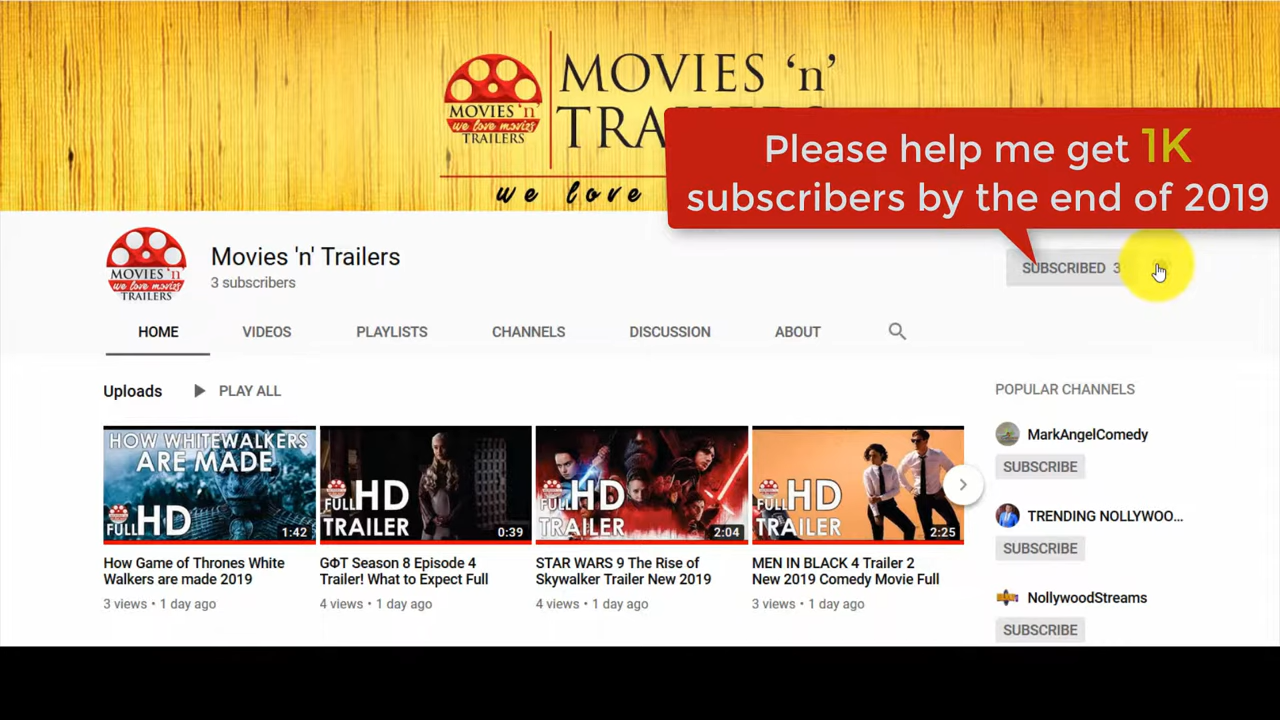 MOVIES 'n'
TRA
MOVIES 'n'
we love movies
TRAILERS
we love
Please help me get 1K
subscribers by the end of 2019
MOVIES 'n'
we love movies
TRAILERS
Movies 'n' Trailers
3 subscribers
SUBSCRIBED 3
HOME
VIDEOS
PLAYLISTS
CHANNELS
DISCUSSION
ABOUT
Uploads
PLAY ALL
HOW WHITEWALKERS
ARE MADE
FULL HD
1:42
How Game of Thrones White
Walkers are made 2019
3 views • 1 day ago
FULL HD
TRAILER
0:39
GФT Season 8 Episode 4
Trailer! What to Expect Full
4 views • 1 day ago
FULL HD
TRAILER
2:04
STAR WARS 9 The Rise of
Skywalker Trailer New 2019
4 views • 1 day ago
FULL HD
TRAILER
2:25
MEN IN BLACK 4 Trailer 2
New 2019 Comedy Movie Full
3 views • 1 day ago
POPULAR CHANNELS
MarkAngelComedy
SUBSCRIBE
TRENDING NOLLYWOO...
SUBSCRIBE
NollywoodStreams
SUBSCRIBE